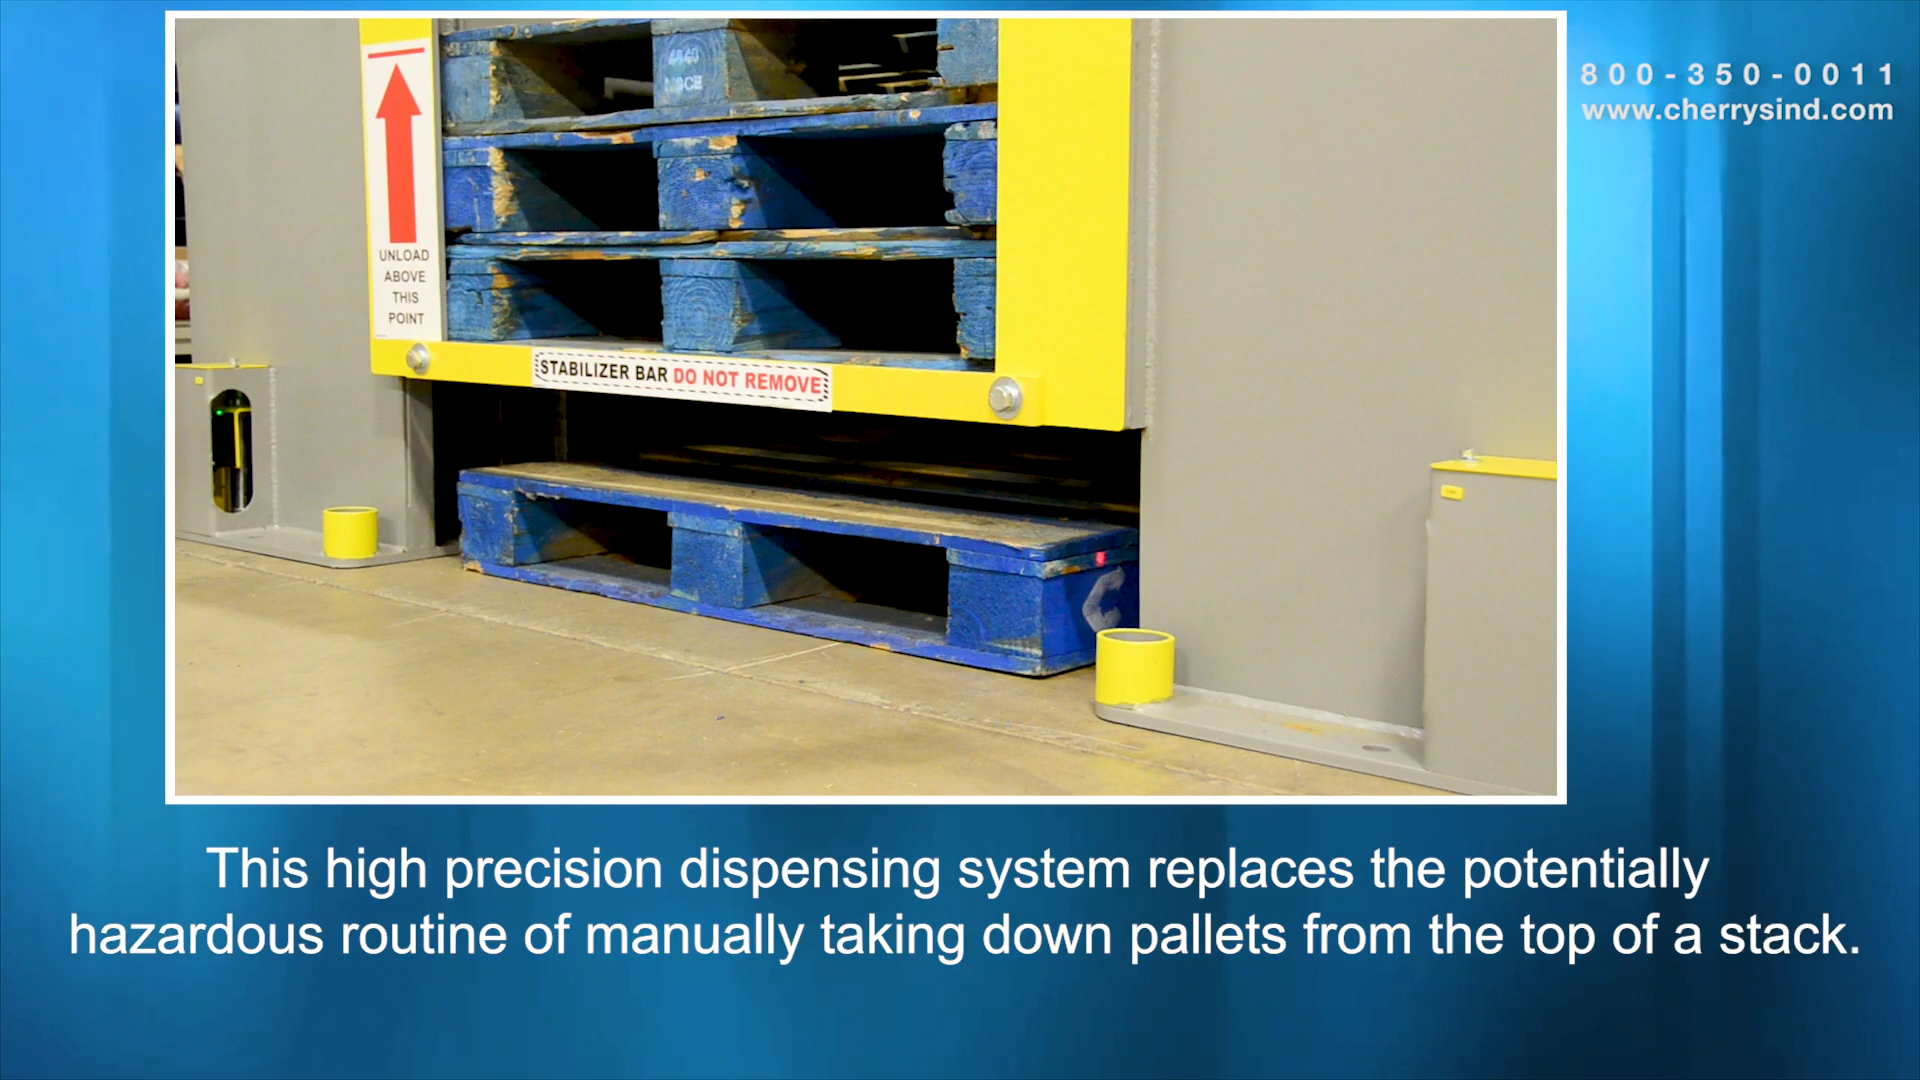 800-350-0011
www.cherrysind.com
4840
UNLOAD
ABOVE
THIS
POINT
STABILIZER BAR DO NOT REMOVE
This high precision dispensing system replaces the potentially
hazardous routine of manually taking down pallets from the top of a stack.